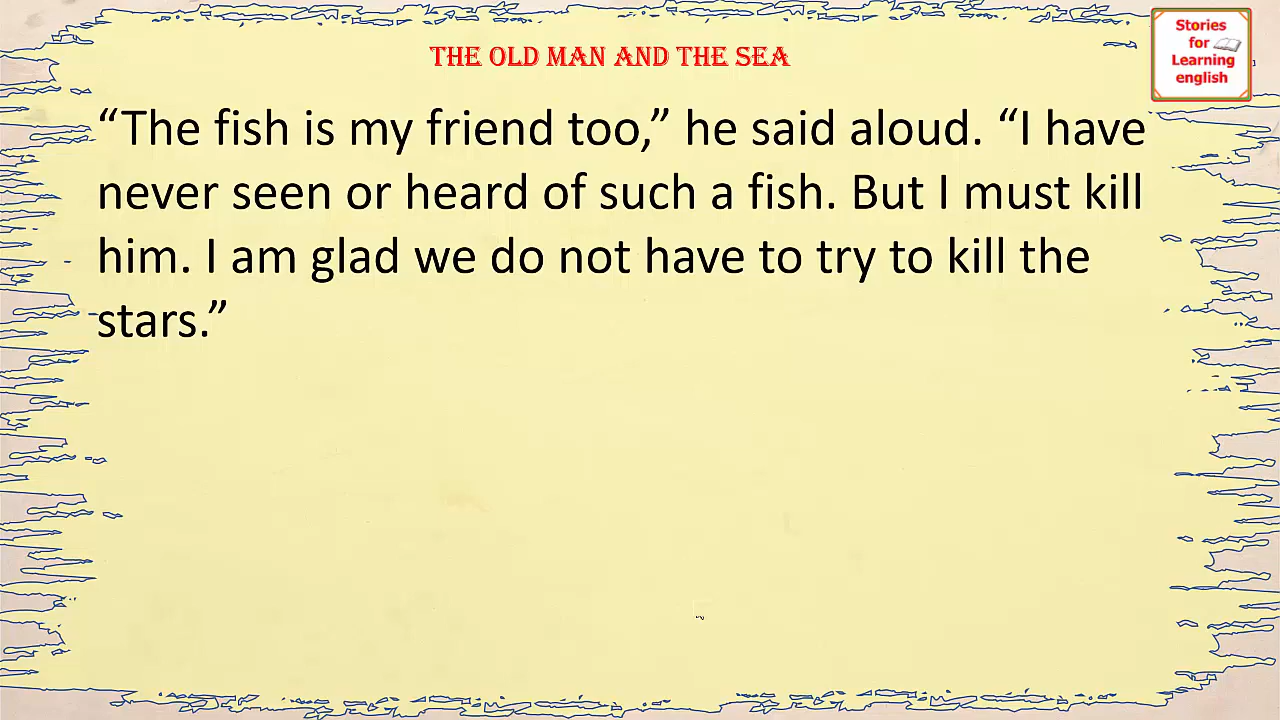 THE OLD MAN AND THE SEA
Stories
for
Learning
english
“The fish is my friend too,” he said aloud. “I have
never seen or heard of such a fish. But I must kill
him. I am glad we do not have to try to kill the
stars.”